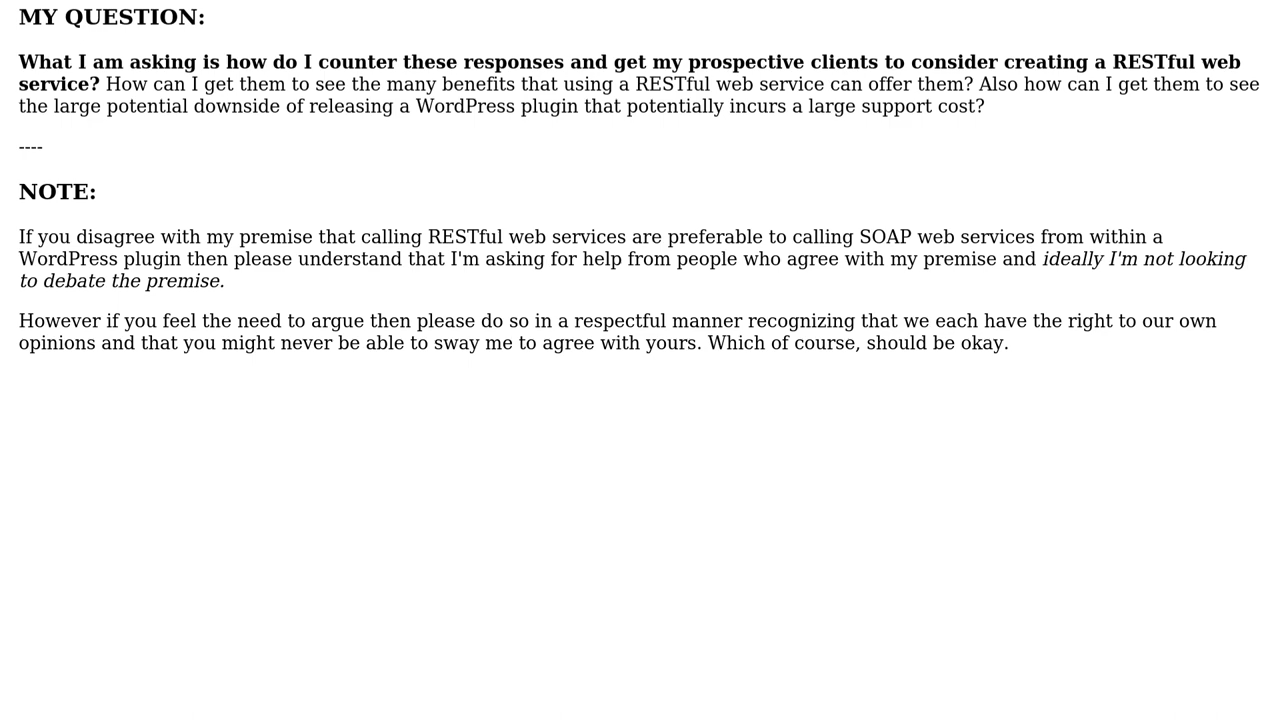 MY QUESTION:
What I am asking is how do I counter these responses and get my prospective clients to consider creating a RESTful web
service? How can I get them to see the many benefits that using a RESTful web service can offer them? Also how can I get them to see
the large potential downside of releasing a WordPress plugin that potentially incurs a large support cost?
----
NOTE:
If you disagree with my premise that calling RESTful web services are preferable to calling SOAP web services from within a
WordPress plugin then please understand that I'm asking for help from people who agree with my premise and ideally I'm not looking
to debate the premise.
However if you feel the need to argue then please do so in a respectful manner recognizing that we each have the right to our own
opinions and that you might never be able to sway me to agree with yours. Which of course, should be okay.